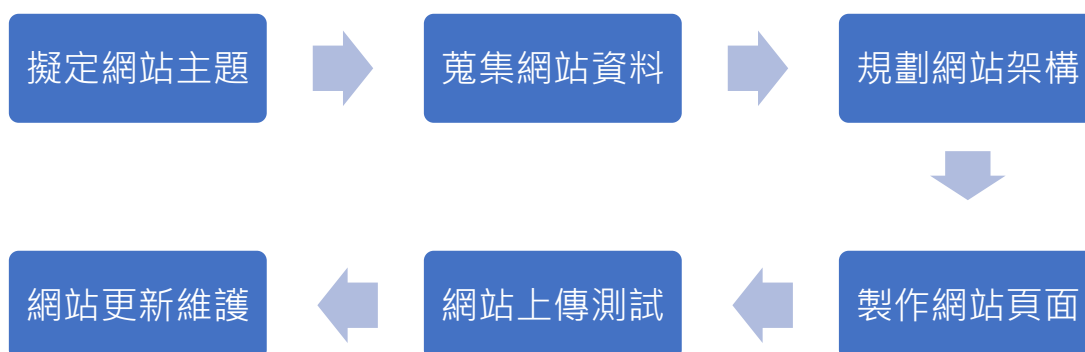 擬定網站主題
蒐集網站資料
規劃網站架構
製作網站頁面
網站上傳測試
網站更新維護